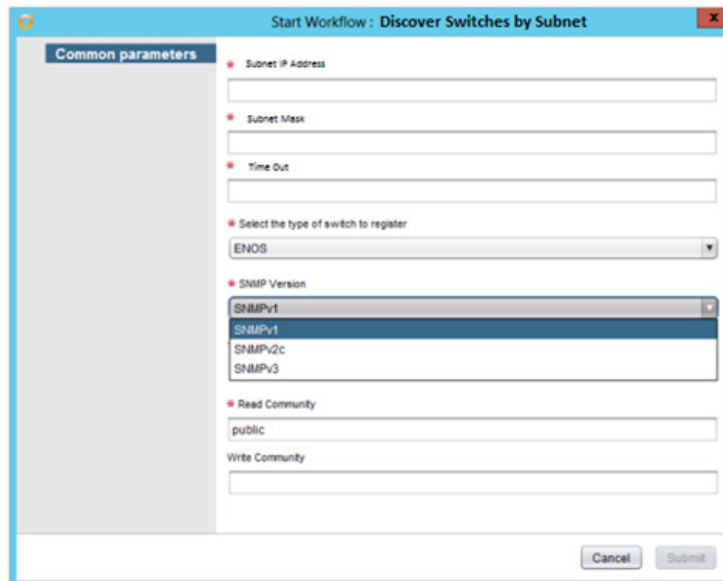 Start Workflow : Discover Switches by Subnet
x
Common parameters
* Subnet IP Address
* Subnet Mask
* Time Out
* Select the type of switch to register
ENOS
* SNMP Version
SNMPv1
SNMPv1
SNMPv2c
SNMPv3
* Read Community
public
Write Community
Cancel Submit